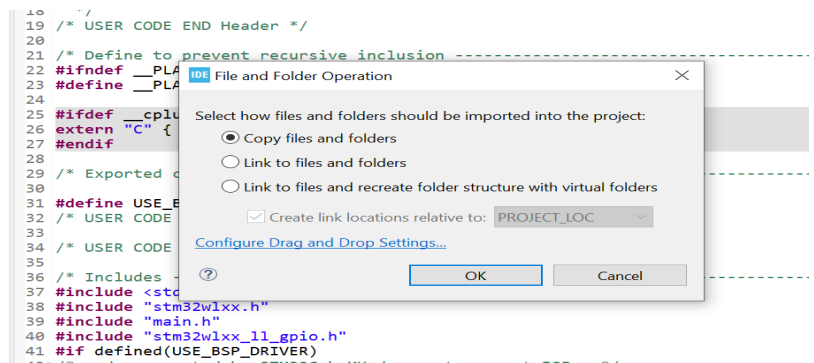 18 */
19 /* USER CODE END Header */
20
21 /* Define to prevent recursive inclusion -------------------------------------
22 #ifndef __PLA
23 #define __PLA
24
25 #ifdef __cplu
26 extern "C" {
27 #endif
28
29 /* Exported
30
31 #define USE_B
32 /* USER CODE
33
34 /* USER CODE
35
36 /* Includes
37 #include <std
38 #include "stm32wlxx.h"
39 #include "main.h"
40 #include "stm32wlxx_ll_gpio.h"
41 #if defined(USE_BSP_DRIVER)
IDE File and Folder Operation
Select how files and folders should be imported into the project:
Copy files and folders
Link to files and folders
Link to files and recreate folder structure with virtual folders
Create link locations relative to: PROJECT_LOC
Configure Drag and Drop Settings...
?
OK Cancel